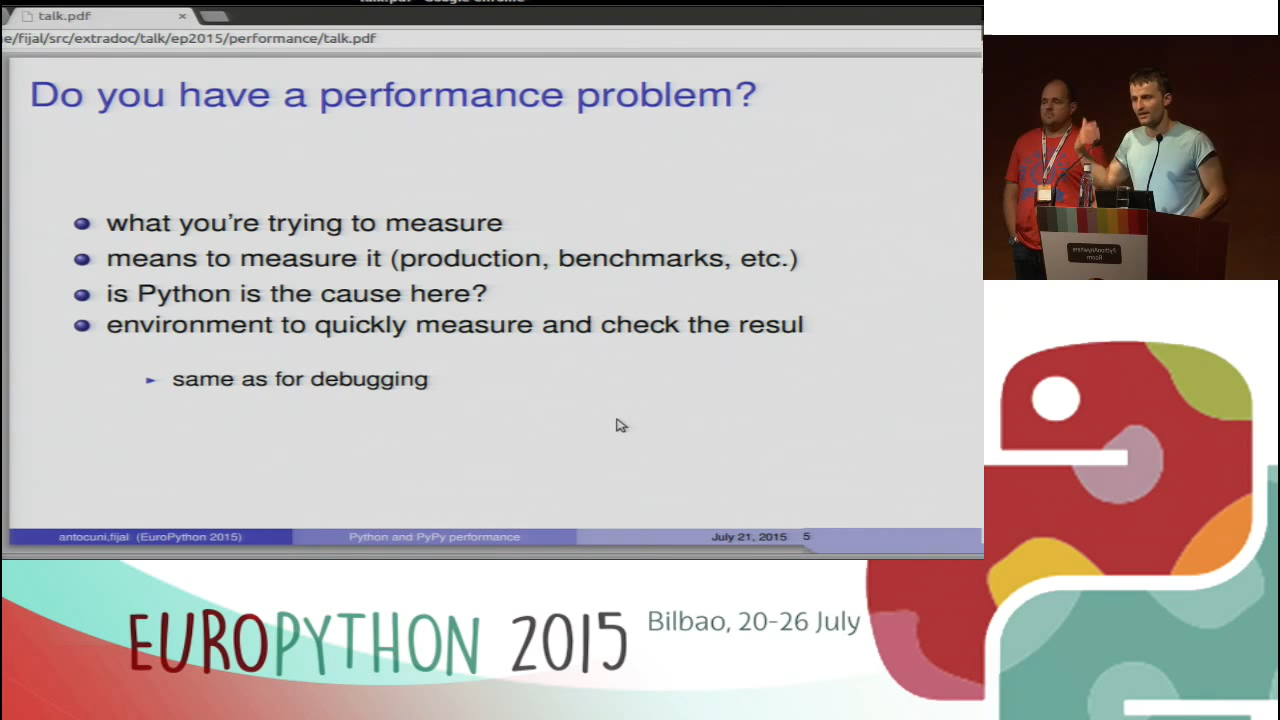 talk.pdf
e/fijal/src/extradoc/talk/ep2015/performance/talk.pdf
Do you have a performance problem?
what you're trying to measure
means to measure it (production, benchmarks, etc.)
is Python is the cause here?
environment to quickly measure and check the resul
same as for debugging
antocuni,fijal (EuroPython 2015)
Python and PyPy performance
July 21, 2015 5
EUROPYTHON 2015
Bilbao, 20-26 July